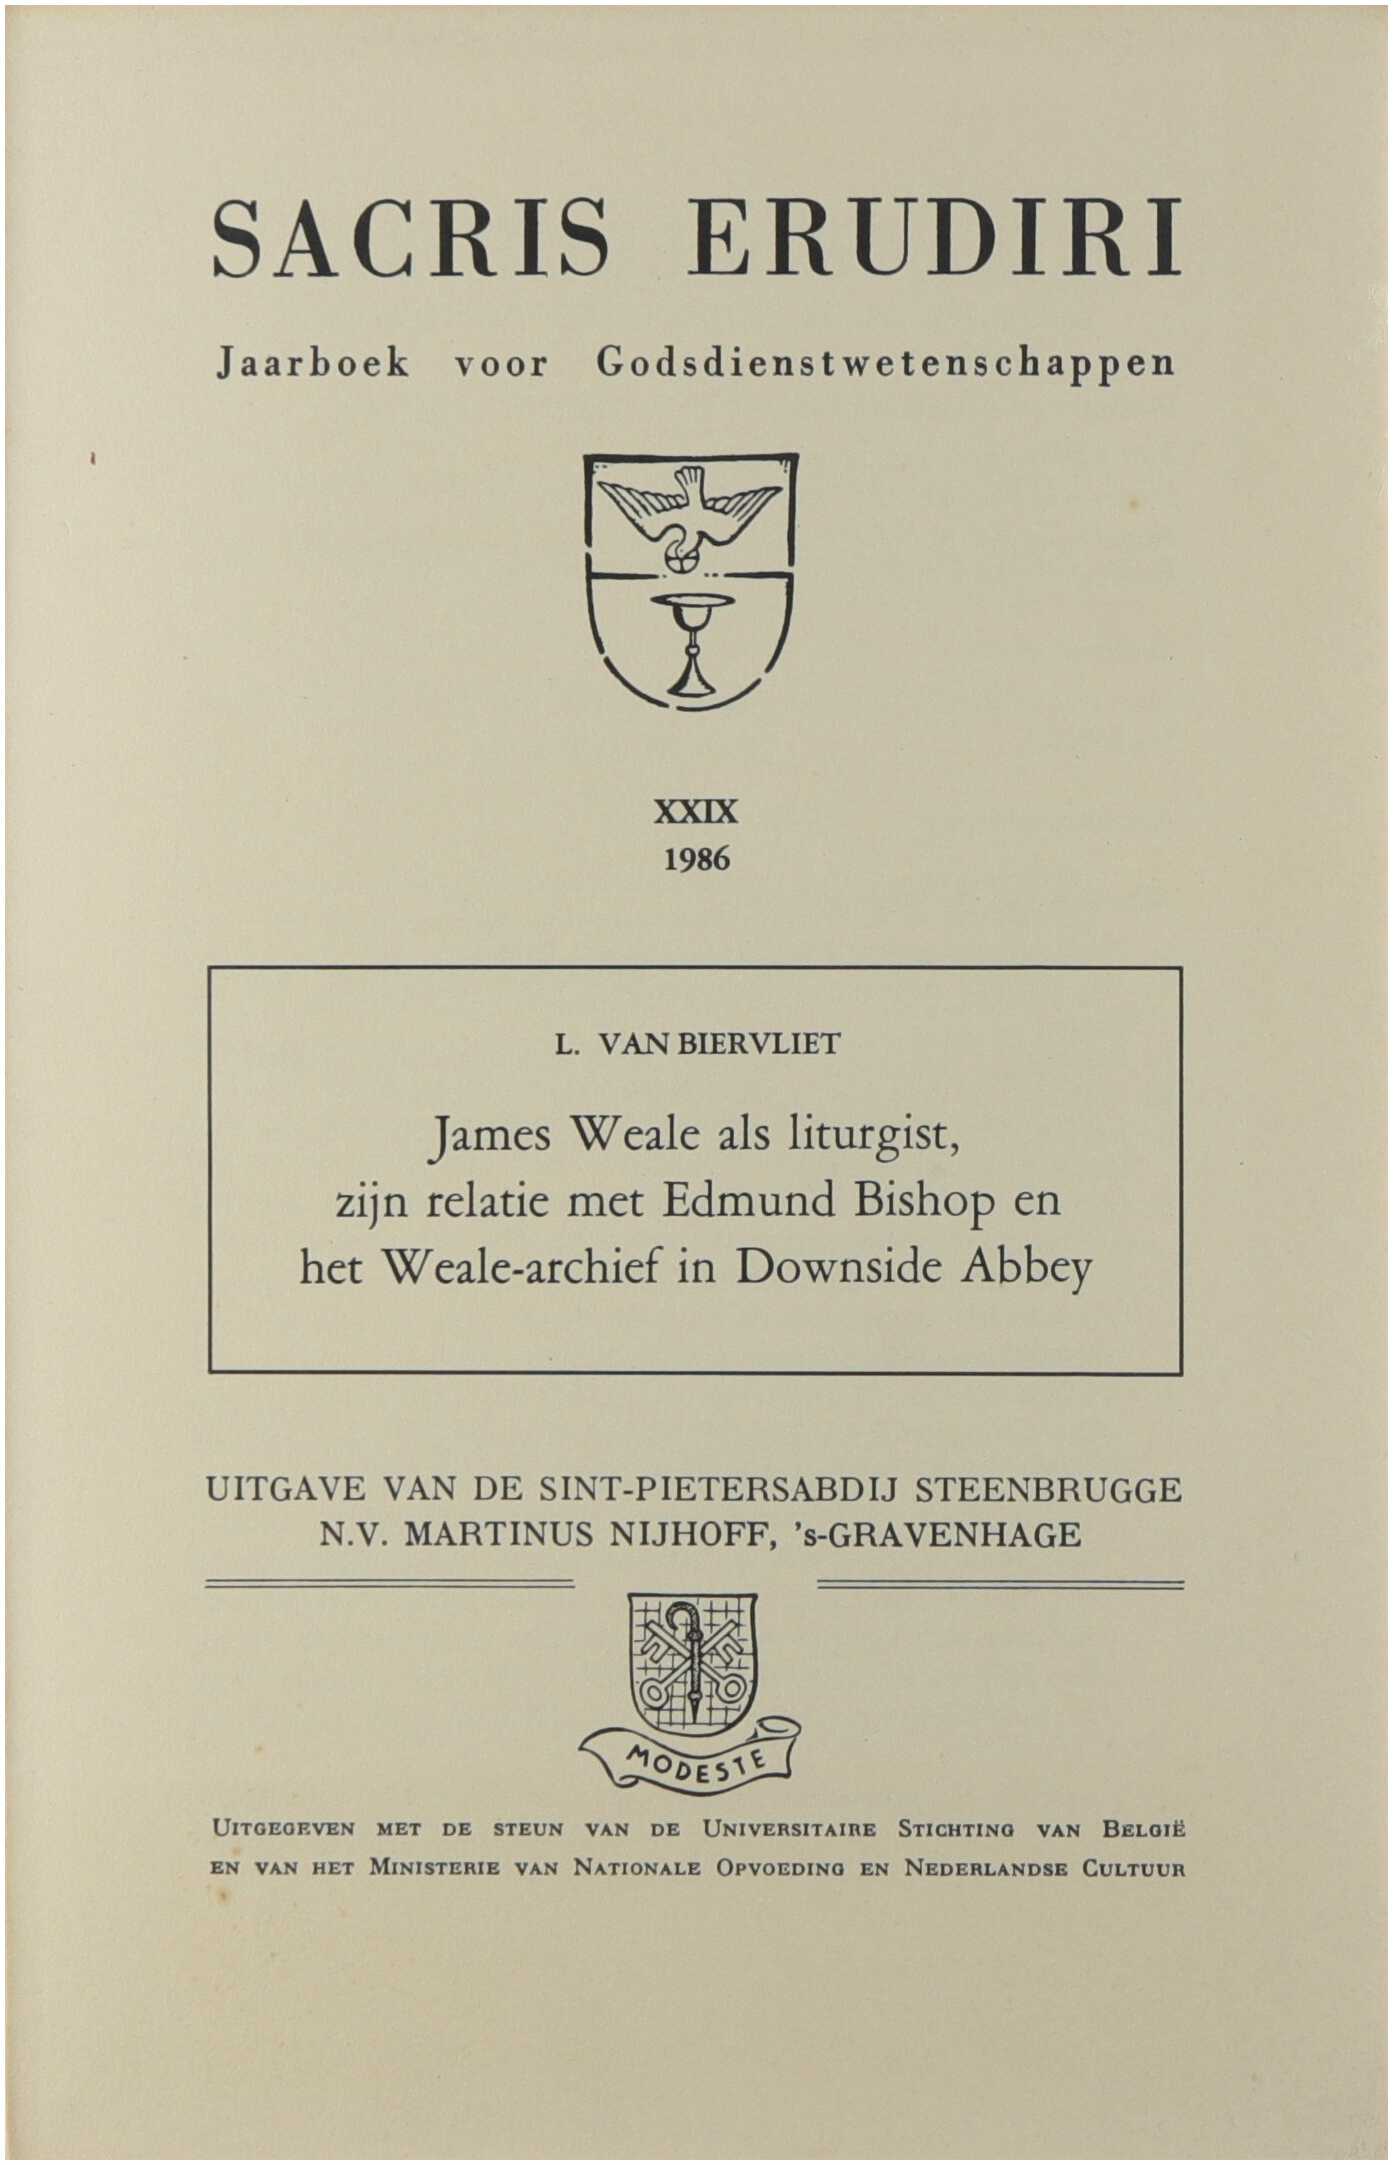 SACRIS ERUDIRI
Jaarboek voor Godsdienstwetenschappen
XXIX
1986
L. VAN BIERVLIET
James Weale als liturgist,
zijn relatie met Edmund Bishop en
het Weale-archief in Downside Abbey
UITGAVE VAN DE SINT-PIETERSABDIJ STEENBRUGGE
N.V. MARTINUS NIJHOFF, 's-GRAVENHAGE
MODESTE
Uitgegeven met de steun van de Universitaire Stichting van België
en van het Ministerie van Nationale Opvoeding en Nederlandse Cultuur